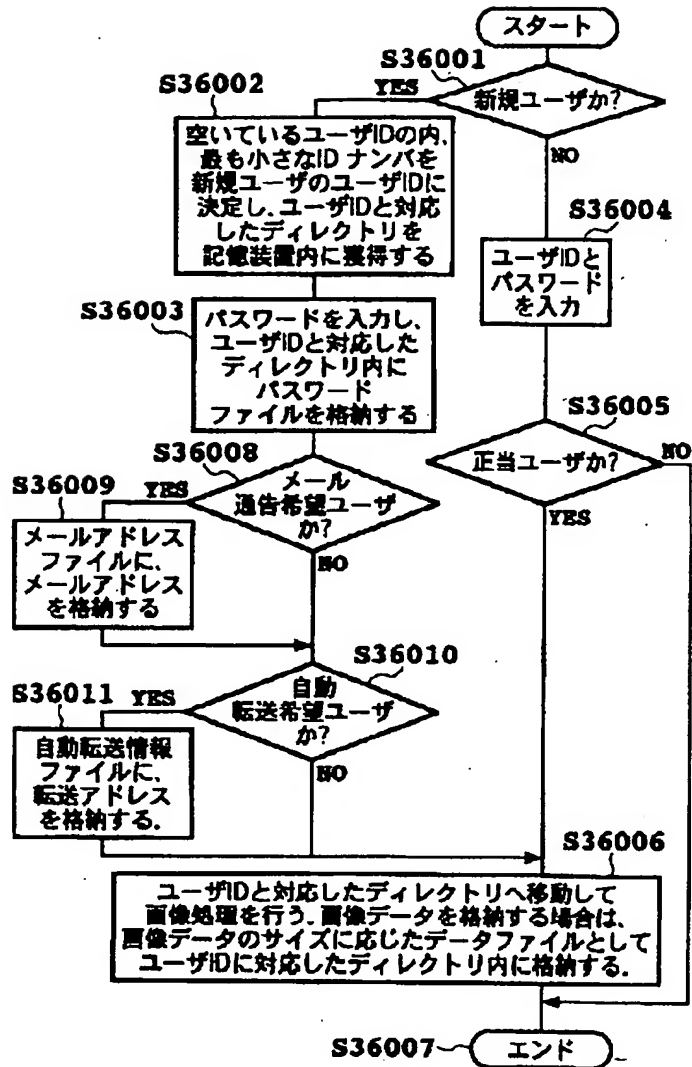 スタート
S36001
新規ユーザか?
YES
NO
S36002
空いているユーザIDの内、
最も小さなID ナンバを
新規ユーザのユーザIDに
決定し、ユーザIDと対応
したディレクトリを
記憶装置内に獲得する
S36004
ユーザIDと
パスワード
を入力
S36003
パスワードを入力し、
ユーザIDと対応した
ディレクトリ内に
パスワード
ファイルを格納する
S36005
正当ユーザか?
NO
YES
S36008
メール
通告希望ユーザ
か?
YES
NO
S36009
メールアドレス
ファイルに、
メールアドレス
を格納する
S36010
自動
転送希望ユーザ
か?
YES
NO
S36011
自動転送情報
ファイルに、
転送アドレス
を格納する.
S36006
ユーザIDと対応したディレクトリへ移動して
画像処理を行う.画像データを格納する場合は、
画像データのサイズに応じたデータファイルとして
ユーザIDに対応したディレクトリ内に格納する.
S36007
エンド